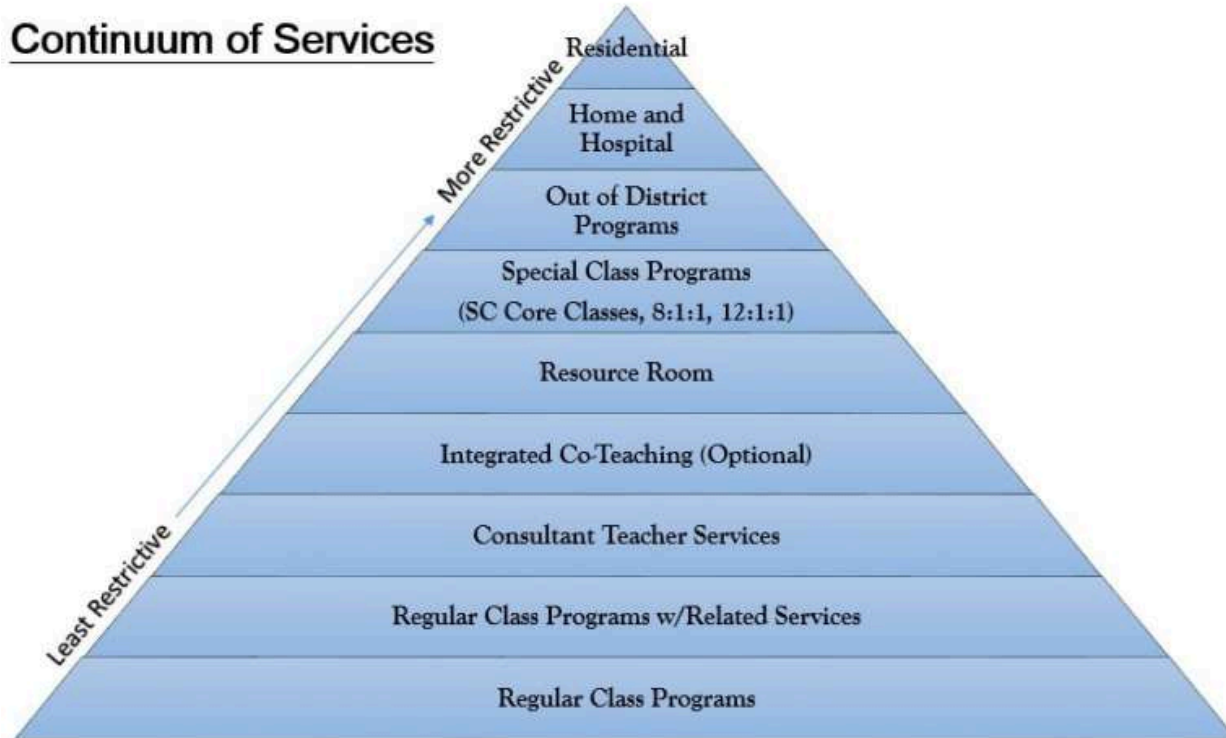 Continuum of Services
Residential
More Restrictive
Home and
Hospital
Out of District
Programs
Special Class Programs
(SC Core Classes, 8:1:1, 12:1:1)
Resource Room
Integrated Co-Teaching (Optional)
Consultant Teacher Services
Least Restrictive
Regular Class Programs w/Related Services
Regular Class Programs